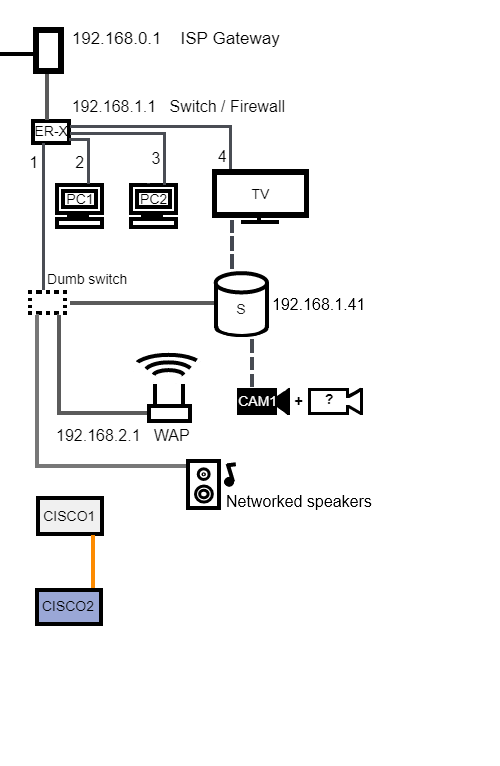 192.168.0.1 ISP Gateway
192.168.1.1 Switch / Firewall
ER-X
1
2
3
4
PC1
PC2
TV
Dumb switch
S
192.168.1.41
CAM1
+
?
192.168.2.1 WAP
Networked speakers
CISCO1
CISCO2